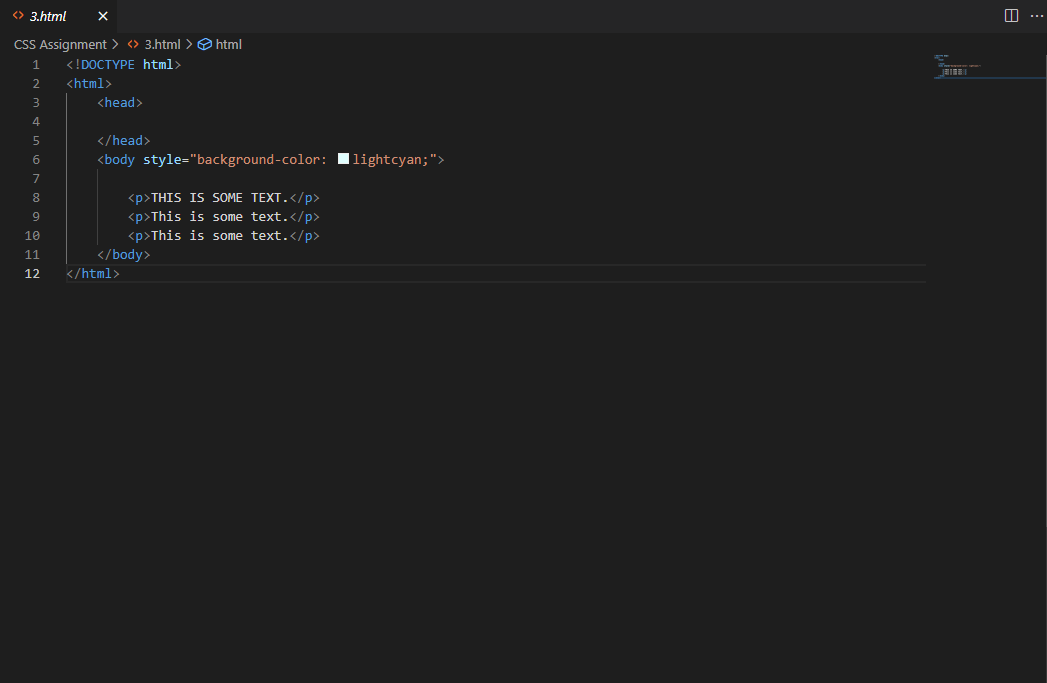 3.html
CSS Assignment > 3.html > html
1 <!DOCTYPE html>
2 <html>
3     <head>
4
5     </head>
6     <body style="background-color: lightcyan;">
7
8         <p>THIS IS SOME TEXT.</p>
9         <p>This is some text.</p>
10         <p>This is some text.</p>
11     </body>
12 </html>